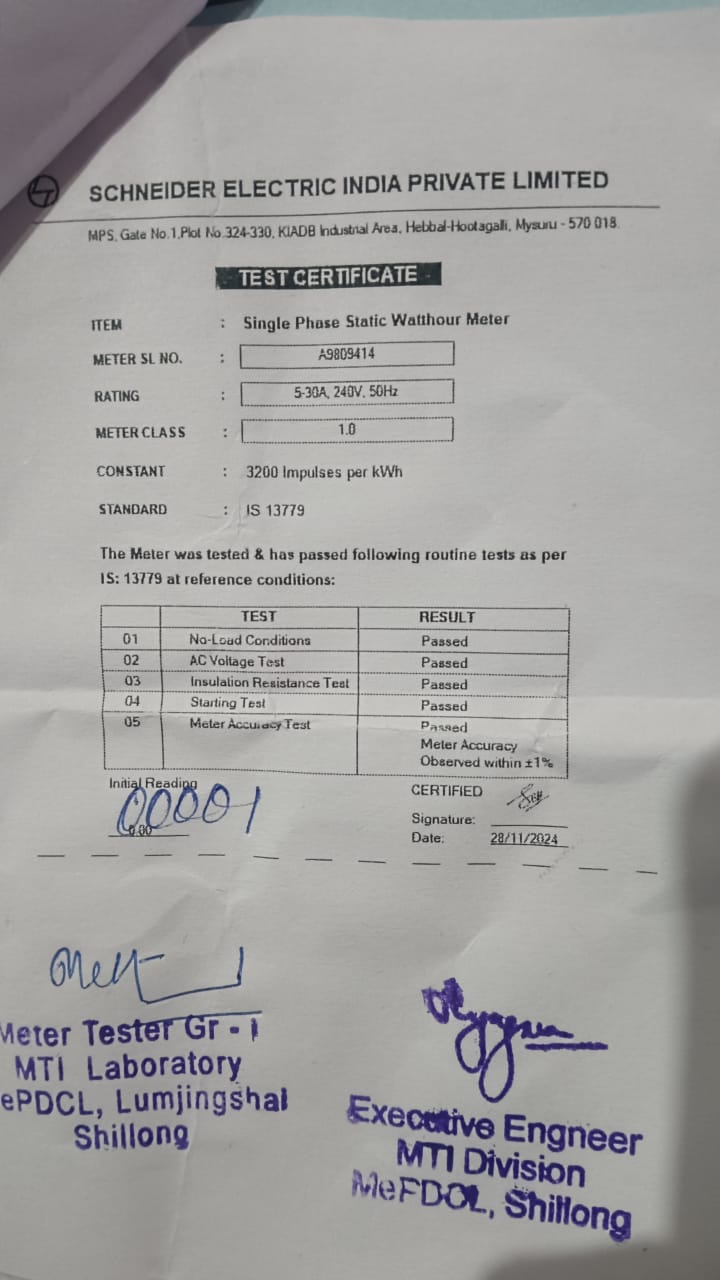 SCHNEIDER ELECTRIC INDIA PRIVATE LIMITED
MPS, Gate No.1,Plot No.324-330, KIADB Industrial Area, Hebbal-Hootagalli, Mysuru - 570 018.
TEST CERTIFICATE
ITEM : Single Phase Static Watthour Meter
METER SL NO. : A9809414
RATING : 5-30A, 240V, 50Hz
METER CLASS : 1.0
CONSTANT : 3200 Impulses per kWh
STANDARD : IS 13779
The Meter was tested & has passed following routine tests as per
IS: 13779 at reference conditions:
TEST RESULT
01 No-Load Conditions Passed
02 AC Voltage Test Passed
03 Insulation Resistance Test Passed
04 Starting Test Passed
05 Meter Accuracy Test Passed
Meter Accuracy
Observed within ±1%
Initial Reading
00001
0.00
CERTIFIED
Signature:
Date: 28/11/2024
Meter Tester Gr - I
MTI Laboratory
ePDCL, Lumjingshai
Shillong
Executive Engneer
MTI Division
MePDCL, Shillong